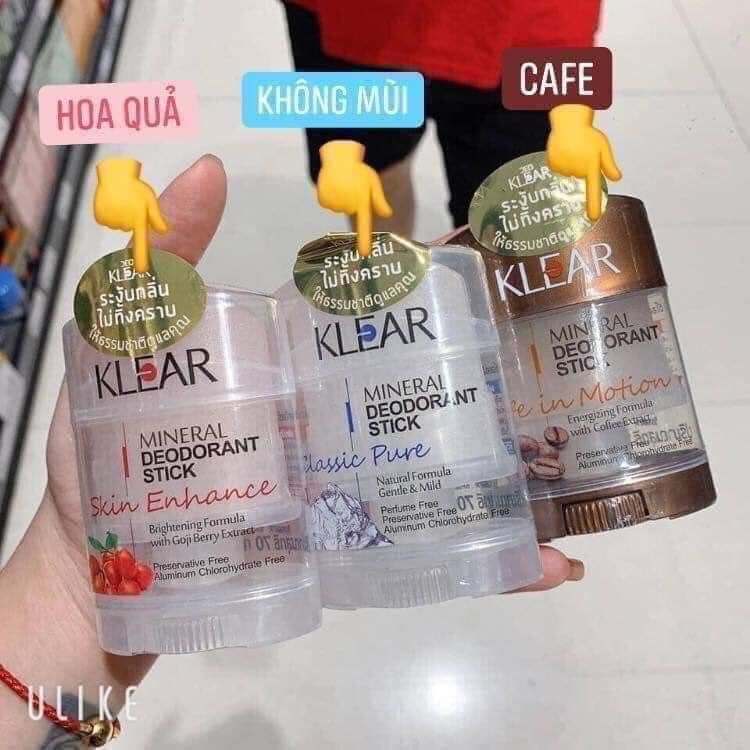 HOA QUẢ
KHÔNG MÙI
CAFE
DEO
KLEAR
ระงับกลิ่น
ไม่ทิ้งคราบ
ให้ธรรมชาติดูแลคุณ
KLEAR
MINERAL
DEODORANT
STICK
Skin Enhance
Brightening Formula
with Goji Berry Extract
Preservative Free
Aluminum Chlorohydrate Free
ระงับกลิ่น
ไม่ทิ้งคราบ
ให้ธรรมชาติดูแลคุณ
KLEAR
MINERAL
DEODORANT
STICK
Classic Pure
Natural Formula
Gentle & Mild
Perfume Free
Preservative Free
Aluminum Chlorohydrate Free
DEO
KLEAR
ระงับกลิ่น
ไม่ทิ้งคราบ
ให้ธรรมชาติดูแลคุณ
KLEAR
MINERAL
DEODORANT
STICK
in Motion
Energizing Formula
with Coffee Extract
Preservative Free
Aluminum Chlorohydrate Free
ULIKE